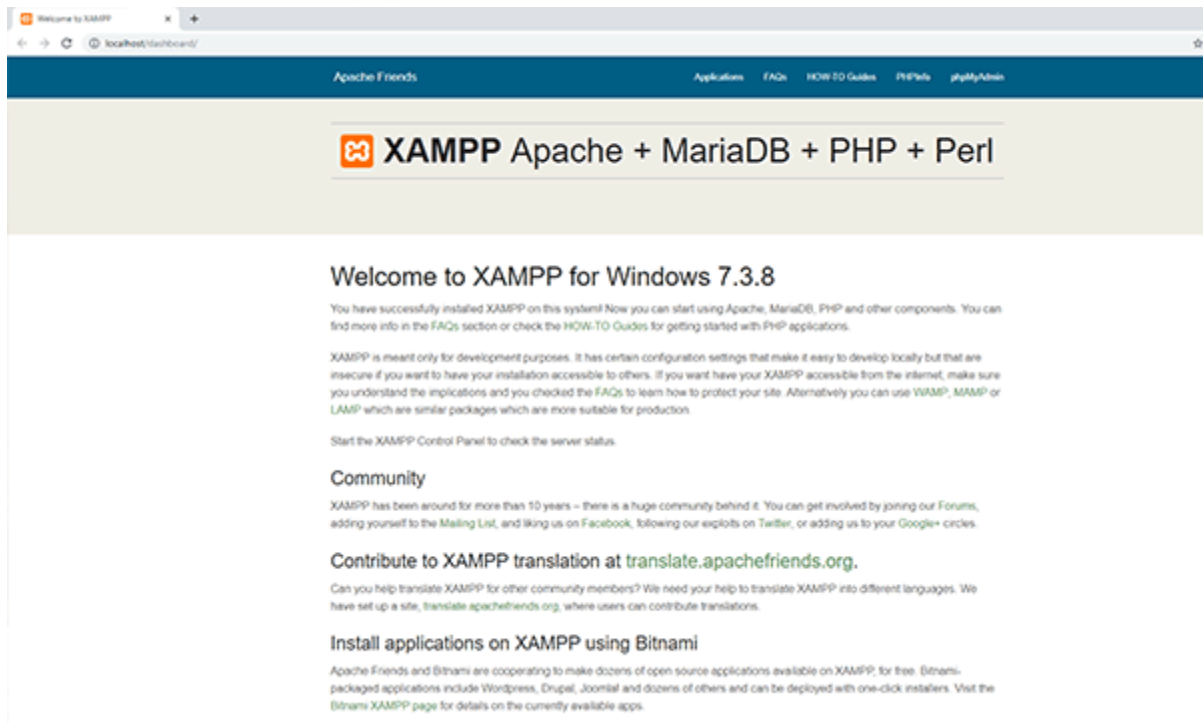 Welcome to XAMPP
localhost/dashboard/
Apache Friends
Applications FAQs HOW-TO Guides PHPInfo phpMyAdmin
XAMPP Apache + MariaDB + PHP + Perl
Welcome to XAMPP for Windows 7.3.8
You have successfully installed XAMPP on this system! Now you can start using Apache, MariaDB, PHP and other components. You can
find more info in the FAQs section or check the HOW-TO Guides for getting started with PHP applications.
XAMPP is meant only for development purposes. It has certain configuration settings that make it easy to develop locally but that are
insecure if you want to have your installation accessible to others. If you want have your XAMPP accessible from the internet, make sure
you understand the implications and you checked the FAQs to learn how to protect your site. Alternatively you can use WAMP, MAMP or
LAMP which are similar packages which are more suitable for production.
Start the XAMPP Control Panel to check the server status.
Community
XAMPP has been around for more than 10 years – there is a huge community behind it. You can get involved by joining our Forums,
adding yourself to the Mailing List, and liking us on Facebook, following our exploits on Twitter, or adding us to your Google+ circles.
Contribute to XAMPP translation at translate.apachefriends.org.
Can you help translate XAMPP for other community members? We need your help to translate XAMPP into different languages. We
have set up a site, translate.apachefriends.org, where users can contribute translations.
Install applications on XAMPP using Bitnami
Apache Friends and Bitnami are cooperating to make dozens of open source applications available on XAMPP, for free. Bitnami-
packaged applications include Wordpress, Drupal, Joomla! and dozens of others and can be deployed with one-click installers. Visit the
Bitnami XAMPP page for details on the currently available apps.